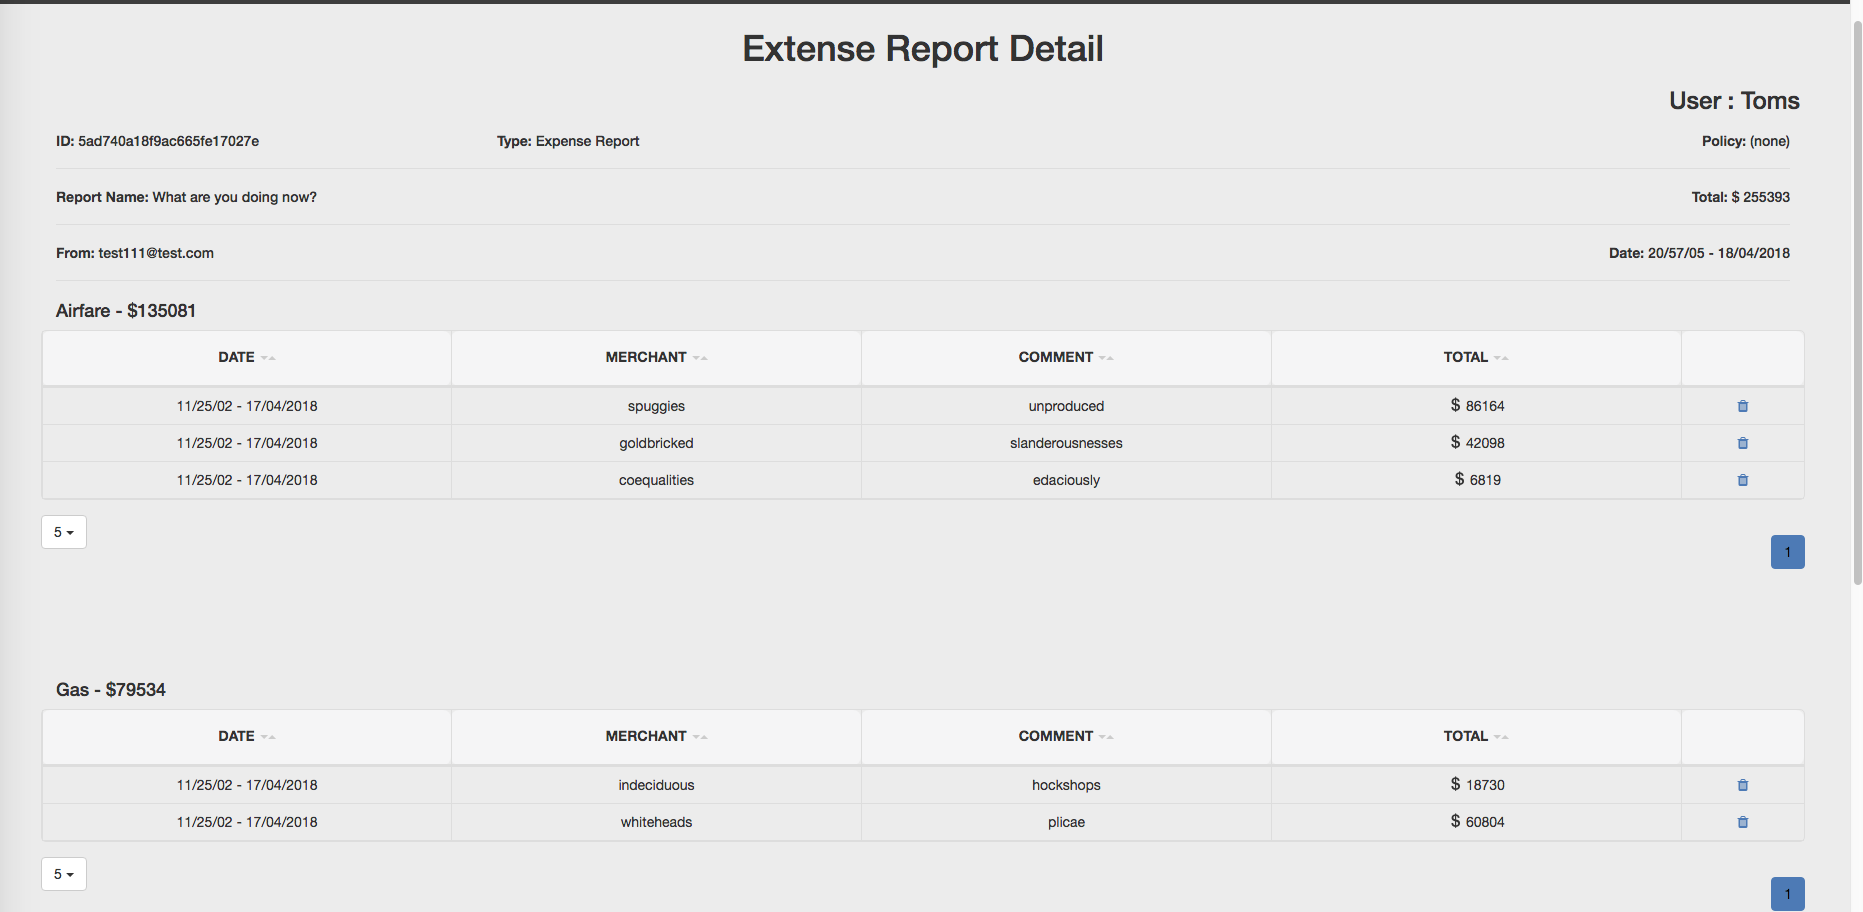 Extense Report Detail
User : Toms
ID: 5ad740a18f9ac665fe17027e Type: Expense Report Policy: (none)
Report Name: What are you doing now? Total: $ 255393
From: test111@test.com Date: 20/57/05 - 18/04/2018
Airfare - $135081
DATE MERCHANT COMMENT TOTAL
11/25/02 - 17/04/2018 spuggies unproduced $ 86164
11/25/02 - 17/04/2018 goldbricked slanderousnesses $ 42098
11/25/02 - 17/04/2018 coequalities edaciously $ 6819
5
1
Gas - $79534
DATE MERCHANT COMMENT TOTAL
11/25/02 - 17/04/2018 indeciduous hockshops $ 18730
11/25/02 - 17/04/2018 whiteheads plicae $ 60804
5
1